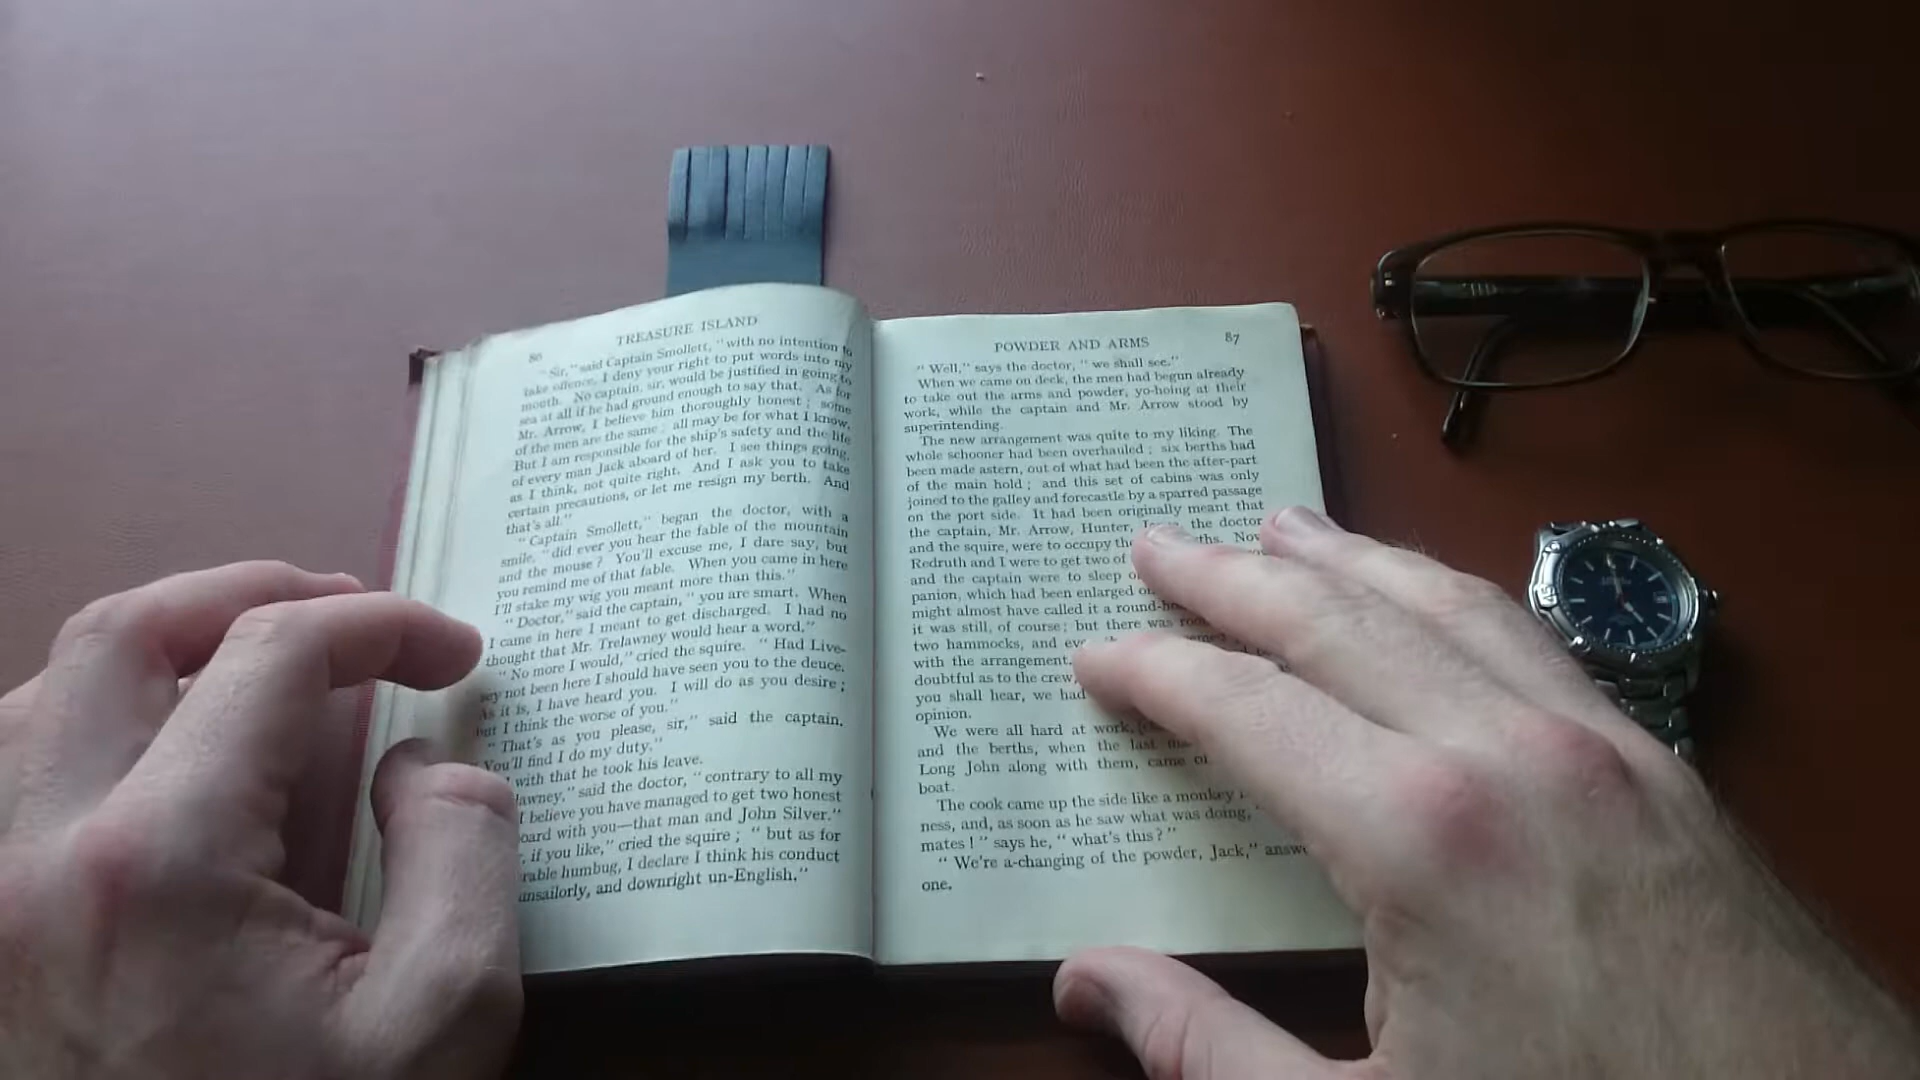 86
TREASURE ISLAND
"Sir," said Captain Smollett, "with no intention to
take offence, I deny your right to put words into my
mouth. No captain, sir, would be justified in going to
sea at all if he had ground enough to say that. As for
Mr. Arrow, I believe him thoroughly honest; some
of the men are the same; all may be for what I know.
But I am responsible for the ship's safety and the life
of every man Jack aboard of her. I see things going,
as I think, not quite right. And I ask you to take
certain precautions, or let me resign my berth. And
that's all."
"Captain Smollett," began the doctor, with a
smile, "did ever you hear the fable of the mountain
and the mouse? You'll excuse me, I dare say, but
you remind me of that fable. When you came in here
I'll stake my wig you meant more than this."
"Doctor," said the captain, "you are smart. When
I came in here I meant to get discharged. I had no
thought that Mr. Trelawney would hear a word."
"No more I would," cried the squire. "Had Live-
sey not been here I should have seen you to the deuce.
As it is, I have heard you. I will do as you desire;
but I think the worse of you."
"That's as you please, sir," said the captain.
"You'll find I do my duty."
with that he took his leave.
said the doctor, "contrary to all my
I believe you have managed to get two honest
with you—that man and John Silver."
if you like," cried the squire; "but as for
humbug, I declare I think his conduct
unsailorly, and downright un-English."
POWDER AND ARMS
87
"Well," says the doctor, "we shall see."
When we came on deck, the men had begun already
to take out the arms and powder, yo-hoing at their
work, while the captain and Mr. Arrow stood by
superintending.
The new arrangement was quite to my liking. The
whole schooner had been overhauled; six berths had
been made astern, out of what had been the after-part
of the main hold; and this set of cabins was only
joined to the galley and forecastle by a sparred passage
on the port side. It had been originally meant that
the captain, Mr. Arrow, Hunter, the doctor
and the squire, were to occupy Now
Redruth and I were to get two of
and the captain were to sleep
panion, which had been enlarged
might almost have called it a
it was still, of course; but there was
two hammocks, and
with the arrangement.
doubtful as to the crew,
you shall hear, we had
opinion.
We were all hard at work,
and the berths, when the last
Long John along with them, came
boat.
The cook came up the side like a monkey
ness, and, as soon as he saw what was doing,
mates!" says he, "what's this?"
"We're a-changing of the powder, Jack,"
one.
45